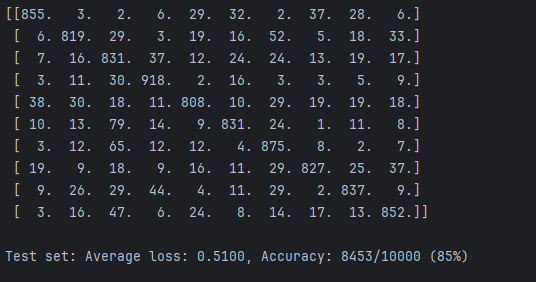 [[855. 3. 2. 6. 29. 32. 2. 37. 28. 6.]
[ 6. 819. 29. 3. 19. 16. 52. 5. 18. 33.]
[ 7. 16. 831. 37. 12. 24. 24. 13. 19. 17.]
[ 3. 11. 30. 918. 2. 16. 3. 3. 5. 9.]
[ 38. 30. 18. 11. 808. 10. 29. 19. 19. 18.]
[ 10. 13. 79. 14. 9. 831. 24. 1. 11. 8.]
[ 3. 12. 65. 12. 12. 4. 875. 8. 2. 7.]
[ 19. 9. 18. 9. 16. 11. 29. 827. 25. 37.]
[ 9. 26. 29. 44. 4. 11. 29. 2. 837. 9.]
[ 3. 16. 47. 6. 24. 8. 14. 17. 13. 852.]]
Test set: Average loss: 0.5100, Accuracy: 8453/10000 (85%)